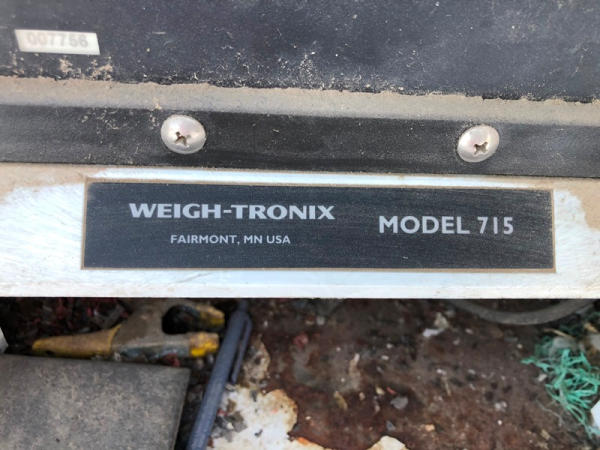 007756
WEIGH-TRONIX
FAIRMONT, MN USA
MODEL 715